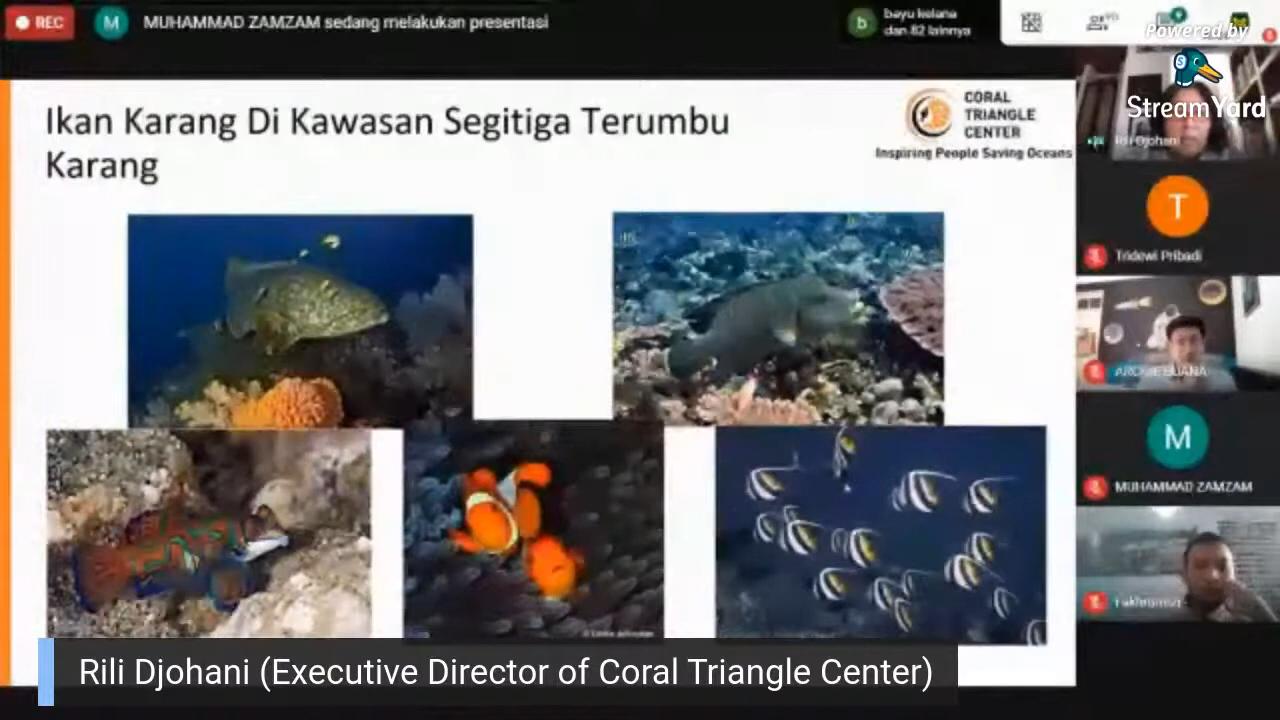 REC
M
MUHAMMAD ZAMZAM sedang melakukan presentasi
b
bayu kelana
dan 82 lainnya
Powered by
StreamYard
Rili Djohani
Ikan Karang Di Kawasan Segitiga Terumbu
Karang
CORAL
TRIANGLE
CENTER
Inspiring People Saving Oceans
T
Tridewi Pribadi
M
MUHAMMAD ZAMZAM
Rili Djohani (Executive Director of Coral Triangle Center)